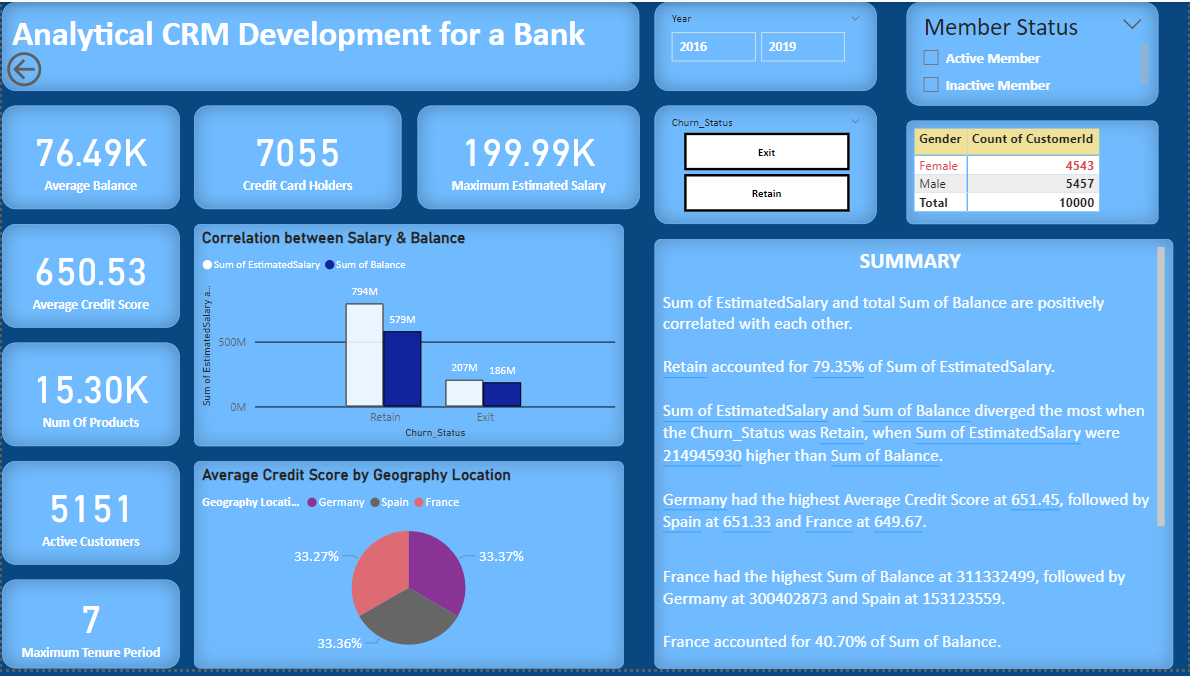 Analytical CRM Development for a Bank
Year
2016
2019
Member Status
Active Member
Inactive Member
76.49K
Average Balance
7055
Credit Card Holders
199.99K
Maximum Estimated Salary
Churn_Status
Exit
Retain
Gender Count of CustomerId
Female 4543
Male 5457
Total 10000
650.53
Average Credit Score
15.30K
Num Of Products
5151
Active Customers
7
Maximum Tenure Period
Correlation between Salary & Balance
Sum of EstimatedSalary Sum of Balance
Sum of EstimatedSalary a...
500M
0M
794M
579M
207M
186M
Retain
Exit
Churn_Status
Average Credit Score by Geography Location
Geography Locati... Germany Spain France
33.27%
33.37%
33.36%
SUMMARY
Sum of EstimatedSalary and total Sum of Balance are positively
correlated with each other.
Retain accounted for 79.35% of Sum of EstimatedSalary.
Sum of EstimatedSalary and Sum of Balance diverged the most when
the Churn_Status was Retain, when Sum of EstimatedSalary were
214945930 higher than Sum of Balance.
Germany had the highest Average Credit Score at 651.45, followed by
Spain at 651.33 and France at 649.67.
France had the highest Sum of Balance at 311332499, followed by
Germany at 300402873 and Spain at 153123559.
France accounted for 40.70% of Sum of Balance.